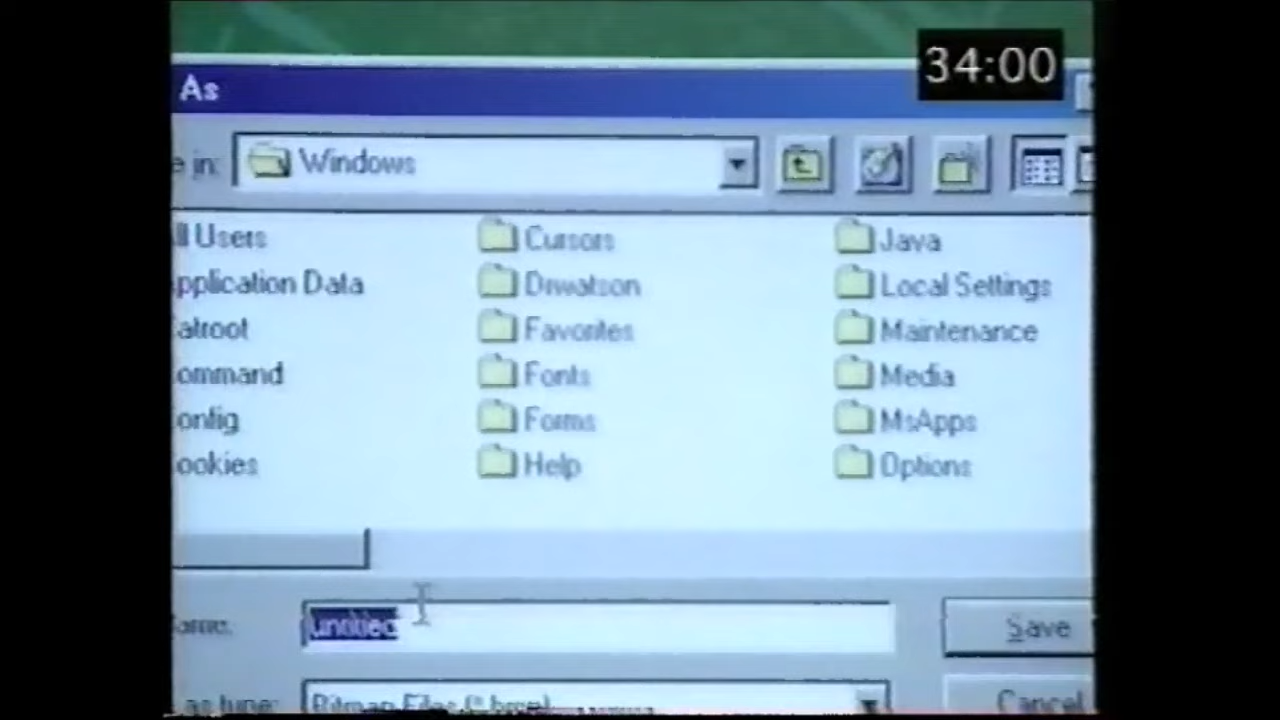 34:00
As
e in: Windows
ll Users Cursors Java
pplication Data Drwatson Local Settings
atroot Favorites Maintenance
ommand Fonts Media
onfig Forms MsApps
ookies Help Options
ame: untitled Save
as type: Bitmap Files (*.bmp) Cancel